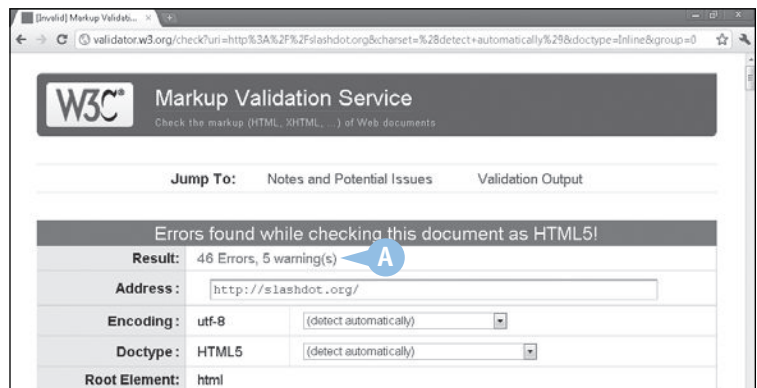 [Invalid] Markup Validati...
validator.w3.org/check?uri=http%3A%2F%2Fslashdot.org&charset=%28detect+automatically%29&doctype=Inline&group=0
W3C®
Markup Validation Service
Check the markup (HTML, XHTML, ...) of Web documents
Jump To: Notes and Potential Issues Validation Output
Errors found while checking this document as HTML5!
Result: 46 Errors, 5 warning(s) A
Address: http://slashdot.org/
Encoding: utf-8 (detect automatically)
Doctype: HTML5 (detect automatically)
Root Element: html